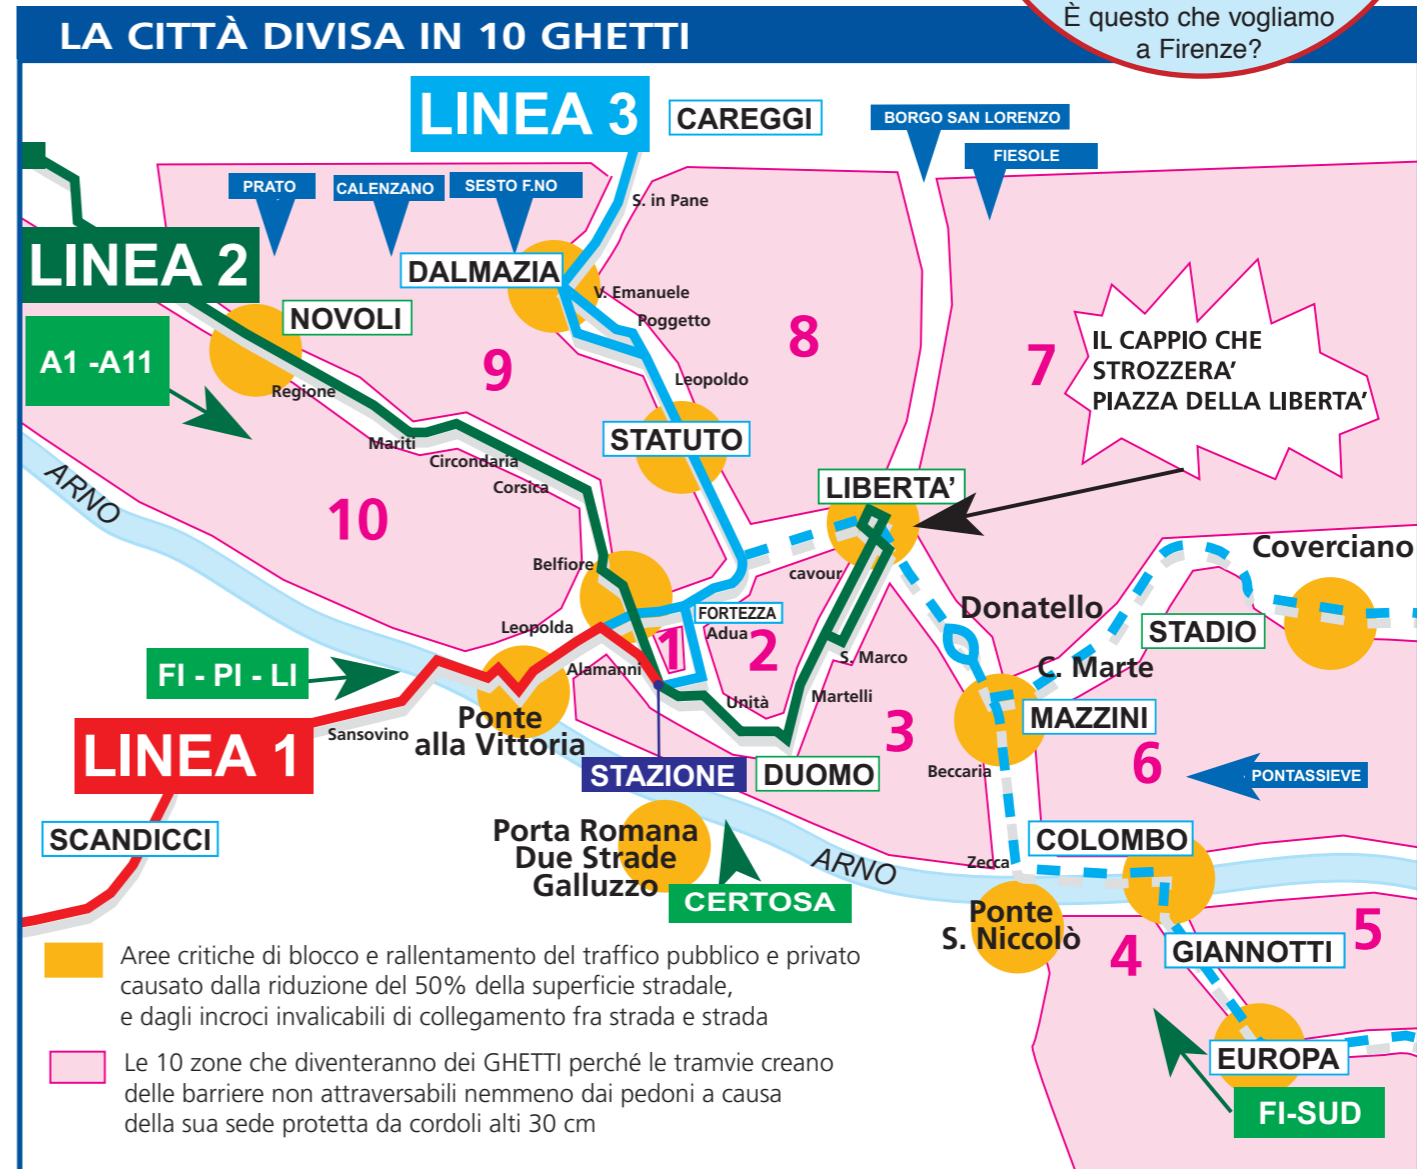 È questo che vogliamo
a Firenze?
LA CITTÀ DIVISA IN 10 GHETTI
LINEA 3
CAREGGI
BORGO SAN LORENZO
FIESOLE
PRATO
CALENZANO
SESTO F.NO
S. in Pane
LINEA 2
DALMAZIA
V. Emanuele
NOVOLI
Poggetto
8
7
IL CAPPIO CHE
STROZZERA’
PIAZZA DELLA LIBERTA’
A1 -A11
9
Regione
Leopoldo
Mariti
STATUTO
Circondaria
Corsica
ARNO
10
LIBERTA’
Belfiore
cavour
Coverciano
FORTEZZA
Donatello
Leopolda
1
Adua
2
STADIO
Alamanni
S. Marco
C. Marte
FI - PI - LI
Unità
Martelli
MAZZINI
Ponte
alla Vittoria
Sansovino
3
LINEA 1
STAZIONE
DUOMO
Beccaria
6
PONTASSIEVE
SCANDICCI
Porta Romana
Due Strade
Galluzzo
ARNO
COLOMBO
Zecca
CERTOSA
Ponte
S. Niccolò
4
GIANNOTTI
5
EUROPA
FI-SUD
Aree critiche di blocco e rallentamento del traffico pubblico e privato
causato dalla riduzione del 50% della superficie stradale,
e dagli incroci invalicabili di collegamento fra strada e strada
Le 10 zone che diventeranno dei GHETTI perché le tramvie creano
delle barriere non attraversabili nemmeno dai pedoni a causa
della sua sede protetta da cordoli alti 30 cm